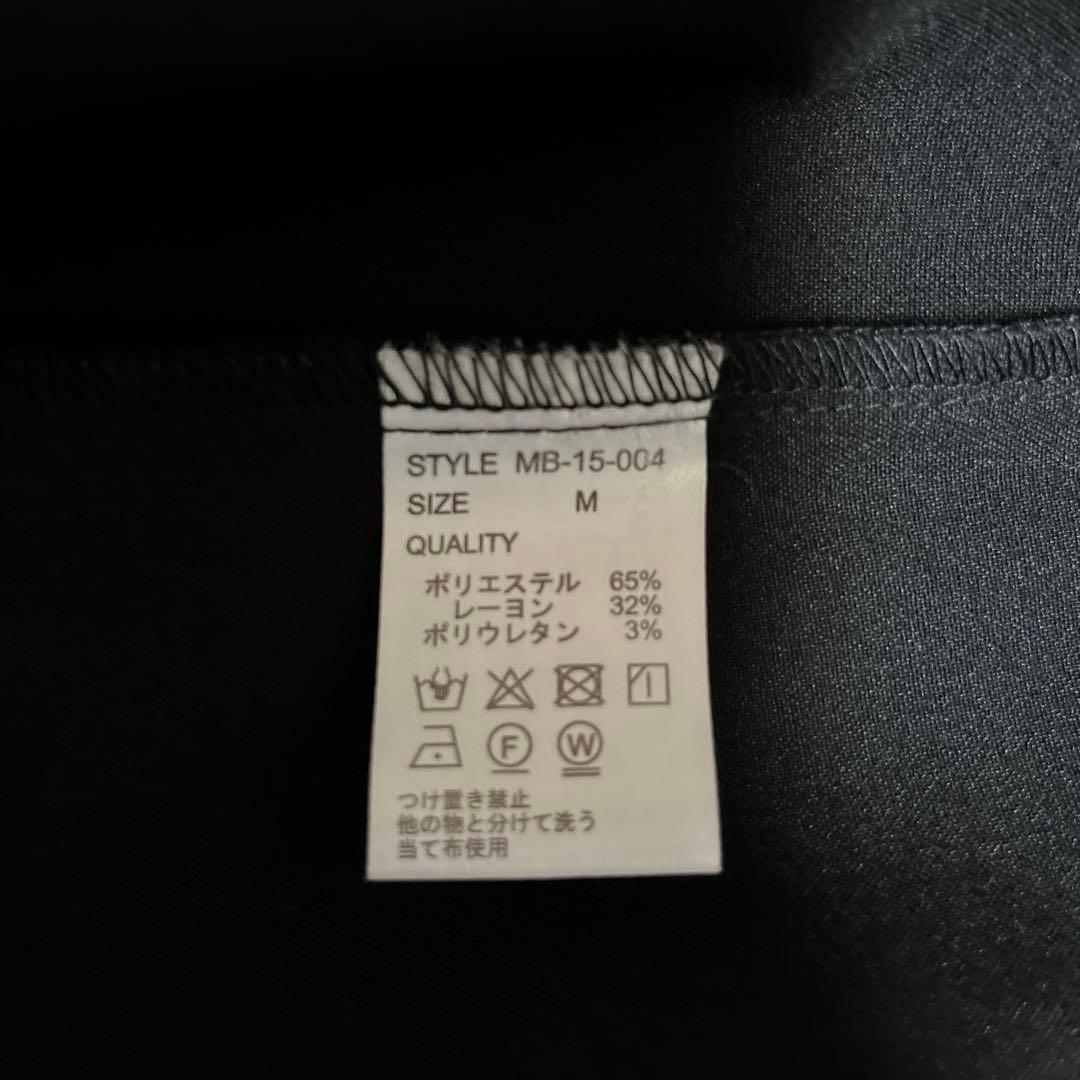 STYLE MB-15-004
SIZE M
QUALITY
ポリエステル 65%
レーヨン 32%
ポリウレタン 3%
F W
つけ置き禁止
他の物と分けて洗う
当て布使用